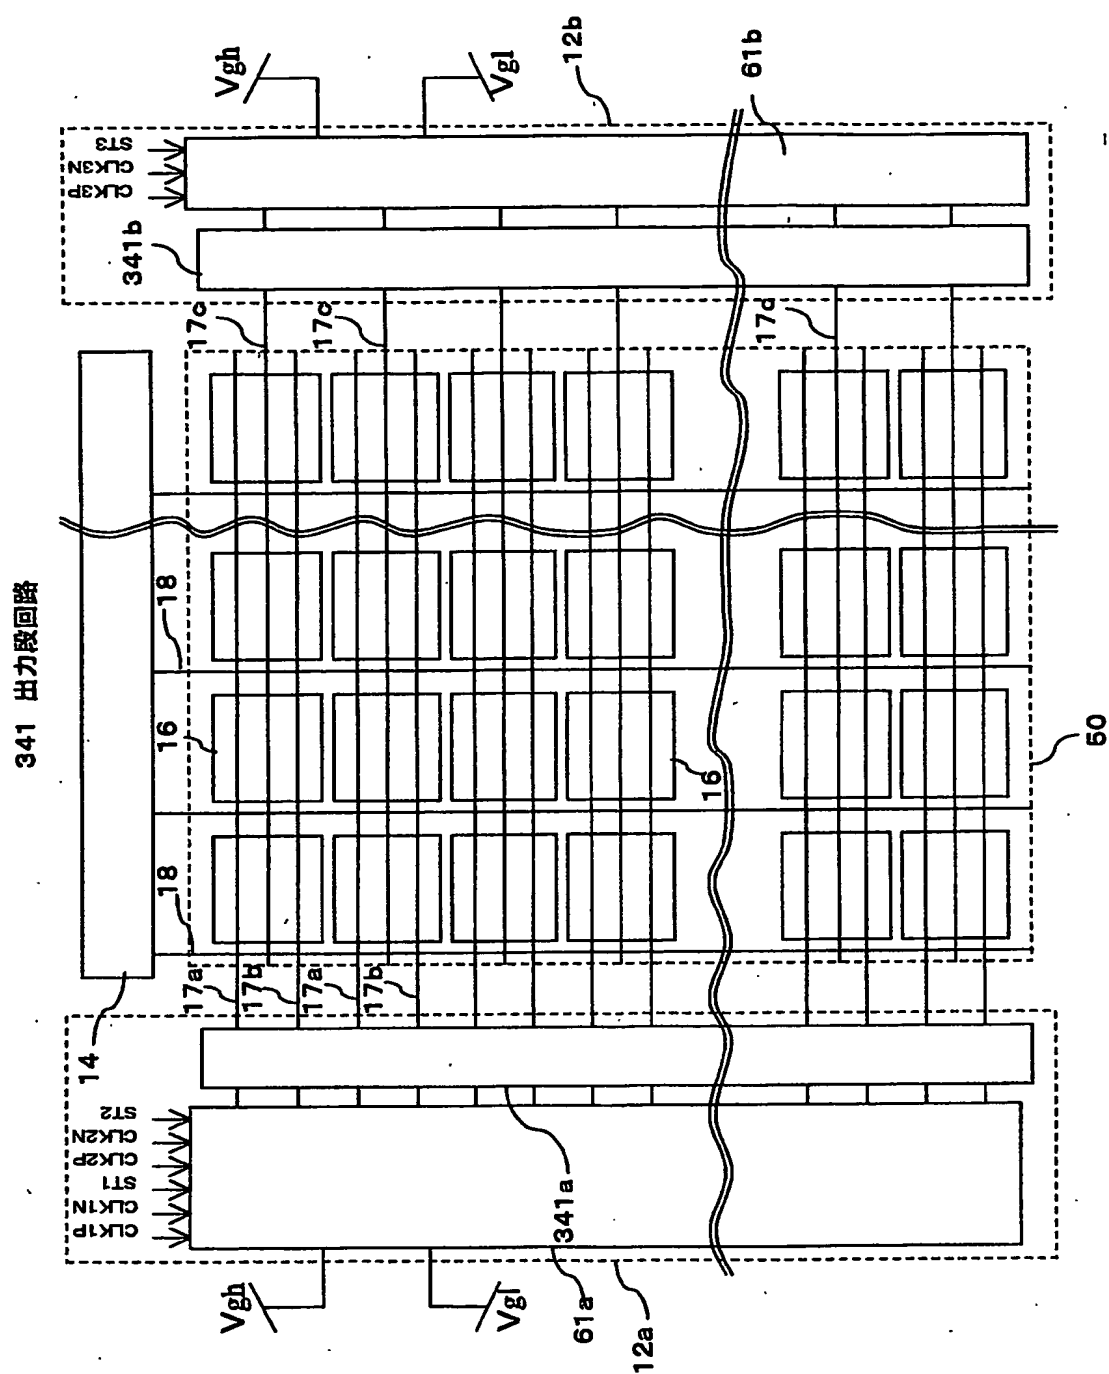 341 出力段回路
14
CLK1P
CLK1N
ST1
CLK2P
CLK2N
ST2
CLK3P
CLK3N
ST3
341b
18
16
18
17a
17c
Vgh
Vgh
17b
17a
17c
17b
Vgl
Vgl
341a
61a
12b
12a
16
61b
17c
50